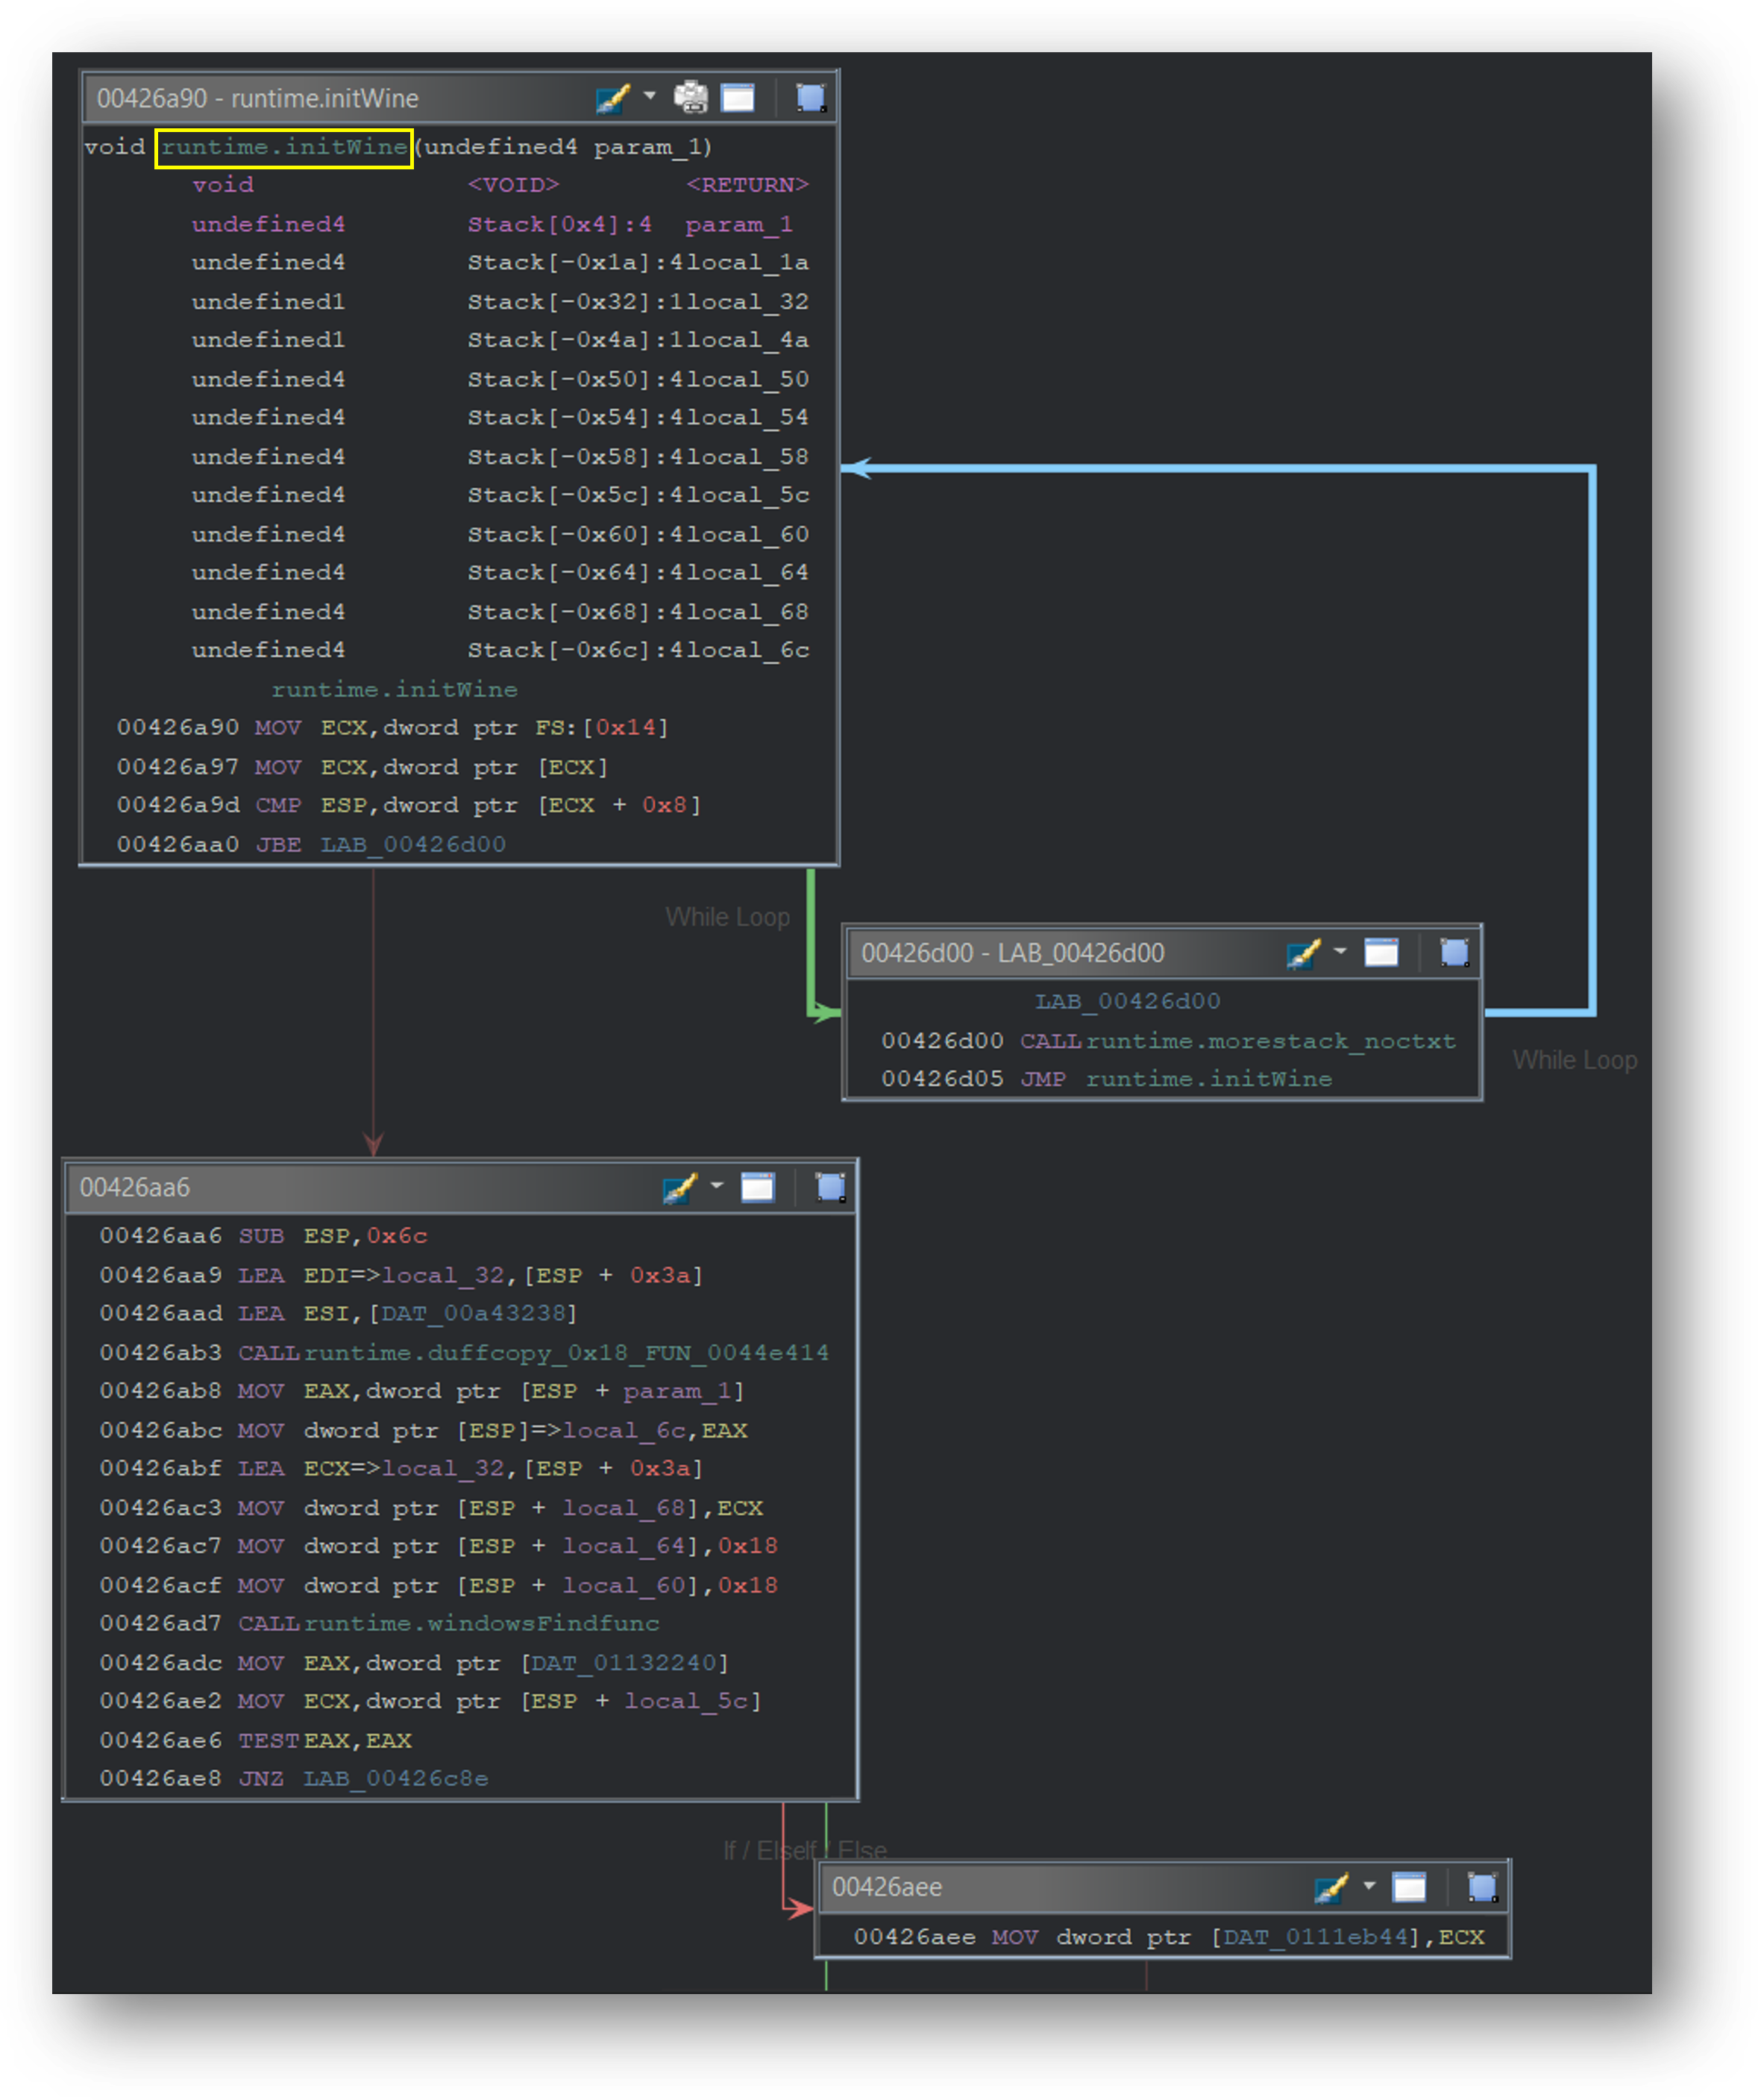 00426a90 - runtime.initWine
void runtime.initWine(undefined4 param_1)
void <VOID> <RETURN>
undefined4 Stack[0x4]:4 param_1
undefined4 Stack[-0x1a]:4local_1a
undefined1 Stack[-0x32]:1local_32
undefined1 Stack[-0x4a]:1local_4a
undefined4 Stack[-0x50]:4local_50
undefined4 Stack[-0x54]:4local_54
undefined4 Stack[-0x58]:4local_58
undefined4 Stack[-0x5c]:4local_5c
undefined4 Stack[-0x60]:4local_60
undefined4 Stack[-0x64]:4local_64
undefined4 Stack[-0x68]:4local_68
undefined4 Stack[-0x6c]:4local_6c
runtime.initWine
00426a90 MOV ECX,dword ptr FS:[0x14]
00426a97 MOV ECX,dword ptr [ECX]
00426a9d CMP ESP,dword ptr [ECX + 0x8]
00426aa0 JBE LAB_00426d00
While Loop
00426d00 - LAB_00426d00
LAB_00426d00
00426d00 CALL runtime.morestack_noctxt
00426d05 JMP runtime.initWine
While Loop
00426aa6
00426aa6 SUB ESP,0x6c
00426aa9 LEA EDI=>local_32,[ESP + 0x3a]
00426aad LEA ESI,[DAT_00a43238]
00426ab3 CALL runtime.duffcopy_0x18_FUN_0044e414
00426ab8 MOV EAX,dword ptr [ESP + param_1]
00426abc MOV dword ptr [ESP]=>local_6c,EAX
00426abf LEA ECX=>local_32,[ESP + 0x3a]
00426ac3 MOV dword ptr [ESP + local_68],ECX
00426ac7 MOV dword ptr [ESP + local_64],0x18
00426acf MOV dword ptr [ESP + local_60],0x18
00426ad7 CALL runtime.windowsFindfunc
00426adc MOV EAX,dword ptr [DAT_01132240]
00426ae2 MOV ECX,dword ptr [ESP + local_5c]
00426ae6 TEST EAX,EAX
00426ae8 JNZ LAB_00426c8e
If / ElseIf / Else
00426aee
00426aee MOV dword ptr [DAT_0111eb44],ECX